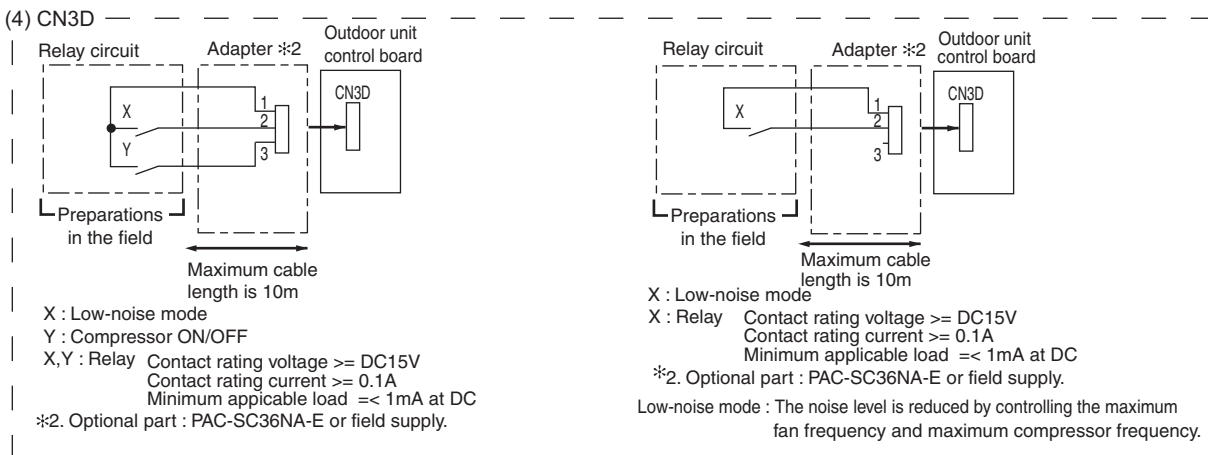 (4) CN3D
Relay circuit
Adapter ✻2
Outdoor unit
control board
X
Y
1
2
3
CN3D
Preparations
in the field
Maximum cable
length is 10m
X : Low-noise mode
Y : Compressor ON/OFF
X,Y : Relay Contact rating voltage >= DC15V
Contact rating current >= 0.1A
Minimum apicable load =< 1mA at DC
✻2. Optional part : PAC-SC36NA-E or field supply.
Relay circuit
Adapter ✻2
Outdoor unit
control board
X
1
2
3
CN3D
Preparations
in the field
Maximum cable
length is 10m
X : Low-noise mode
X : Relay Contact rating voltage >= DC15V
Contact rating current >= 0.1A
Minimum applicable load =< 1mA at DC
✻2. Optional part : PAC-SC36NA-E or field supply.
Low-noise mode : The noise level is reduced by controlling the maximum
fan frequency and maximum compressor frequency.